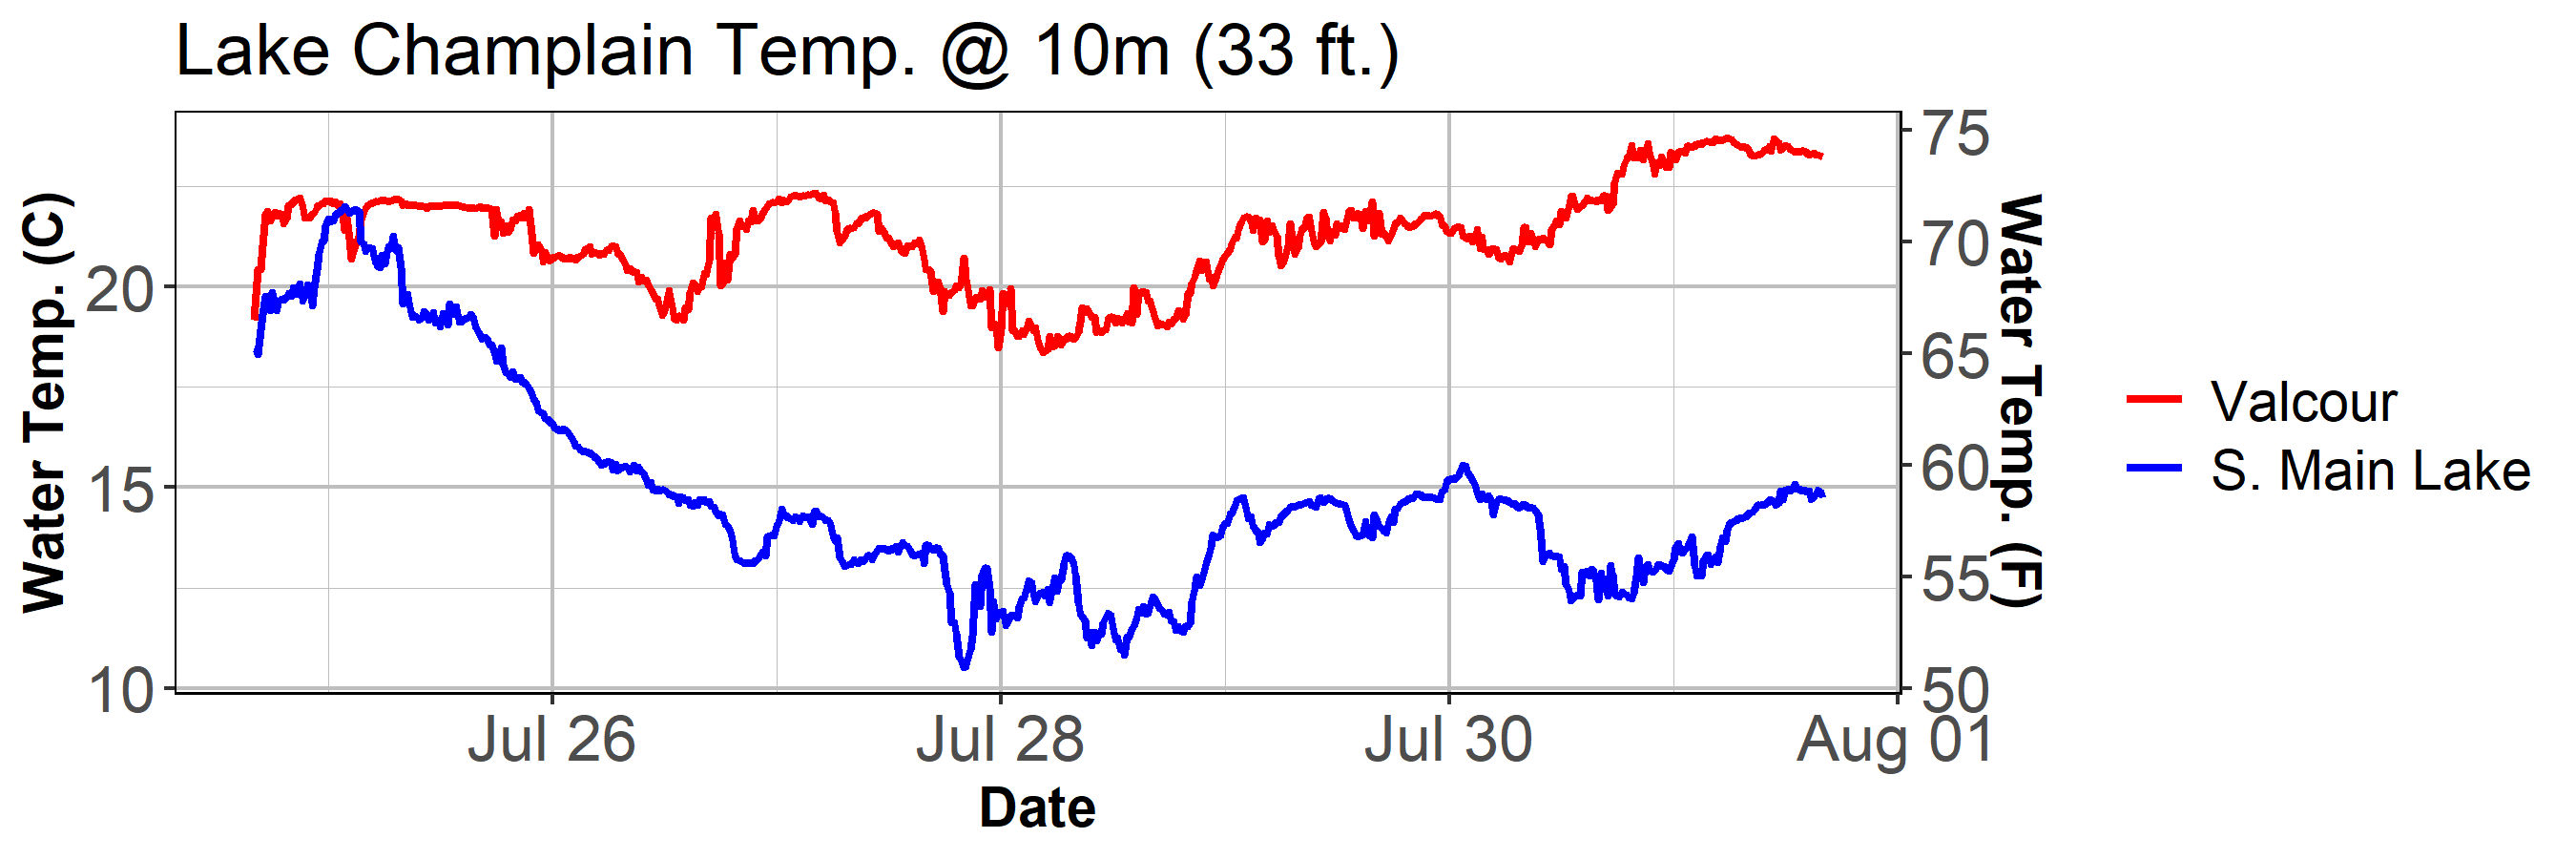 Lake Champlain Temp. @ 10m (33 ft.)
Water Temp. (C)
20
15
10
75
70
65
60
55
50
Water Temp. (F)
Jul 26
Jul 28
Jul 30
Aug 01
Date
Valcour
S. Main Lake